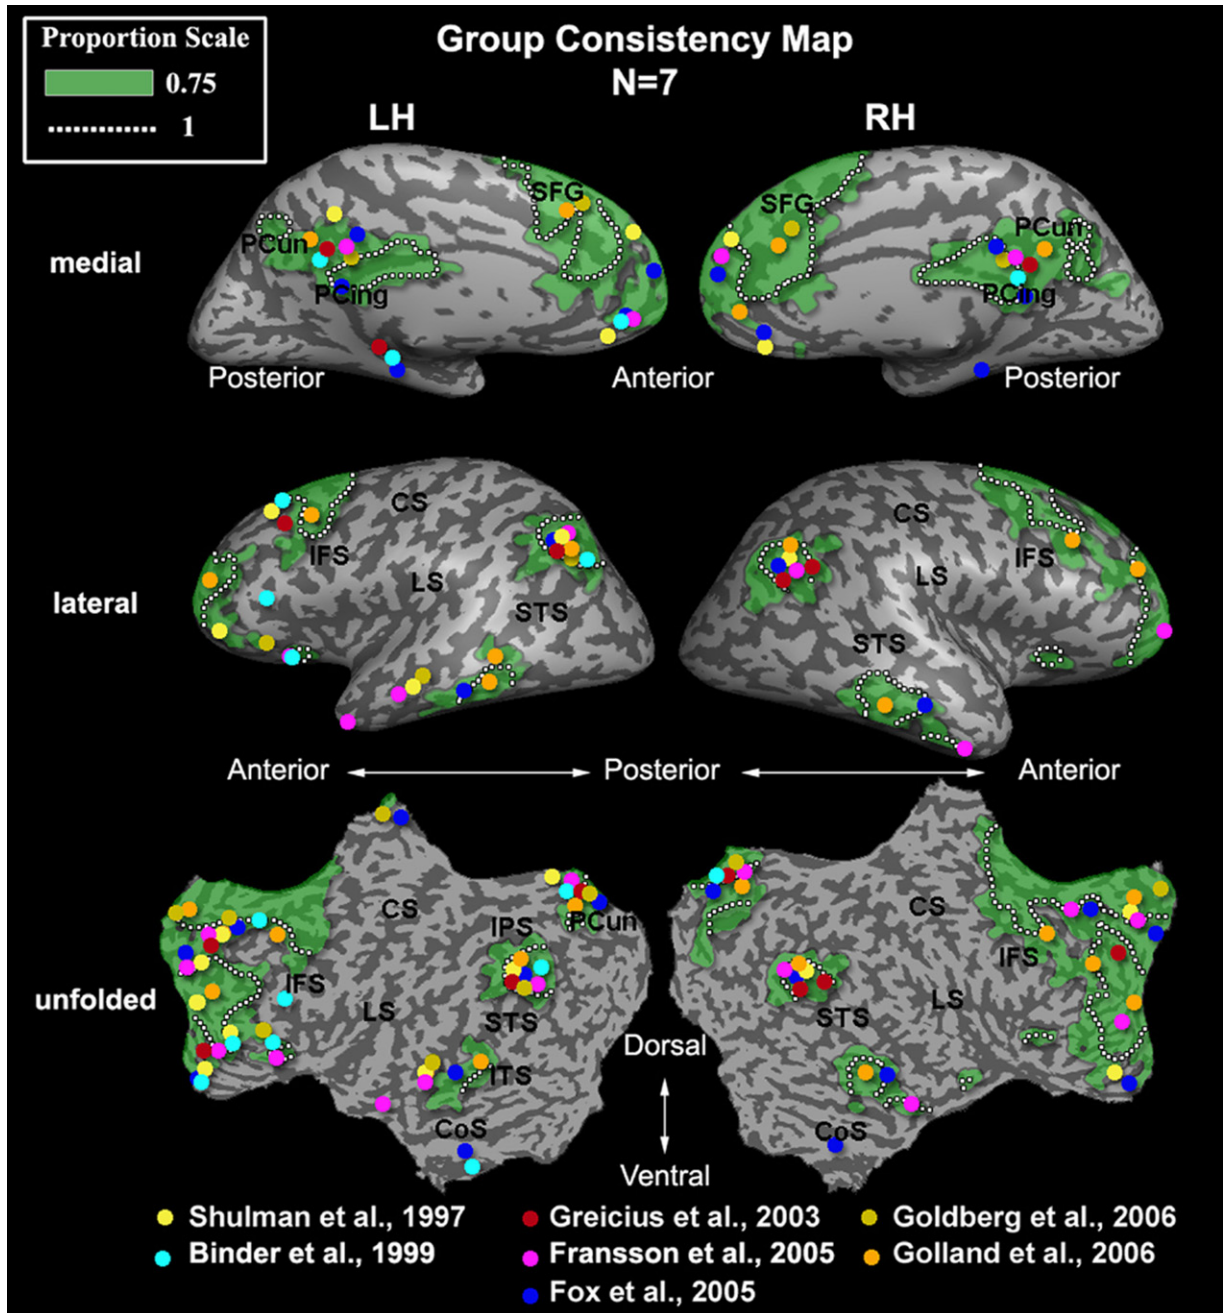 Proportion Scale
0.75
1
Group Consistency Map
N=7
LH RH
medial
SFG SFG
PCun PCun
PCing PCing
Posterior Anterior Posterior
lateral
CS CS
IFS IFS
LS LS
STS STS
Anterior Posterior Anterior
unfolded
CS CS
IPS PCun
IFS IFS
LS LS
STS STS
Dorsal
ITS
CoS CoS
Ventral
Shulman et al., 1997 Greicius et al., 2003 Goldberg et al., 2006
Binder et al., 1999 Fransson et al., 2005 Golland et al., 2006
Fox et al., 2005